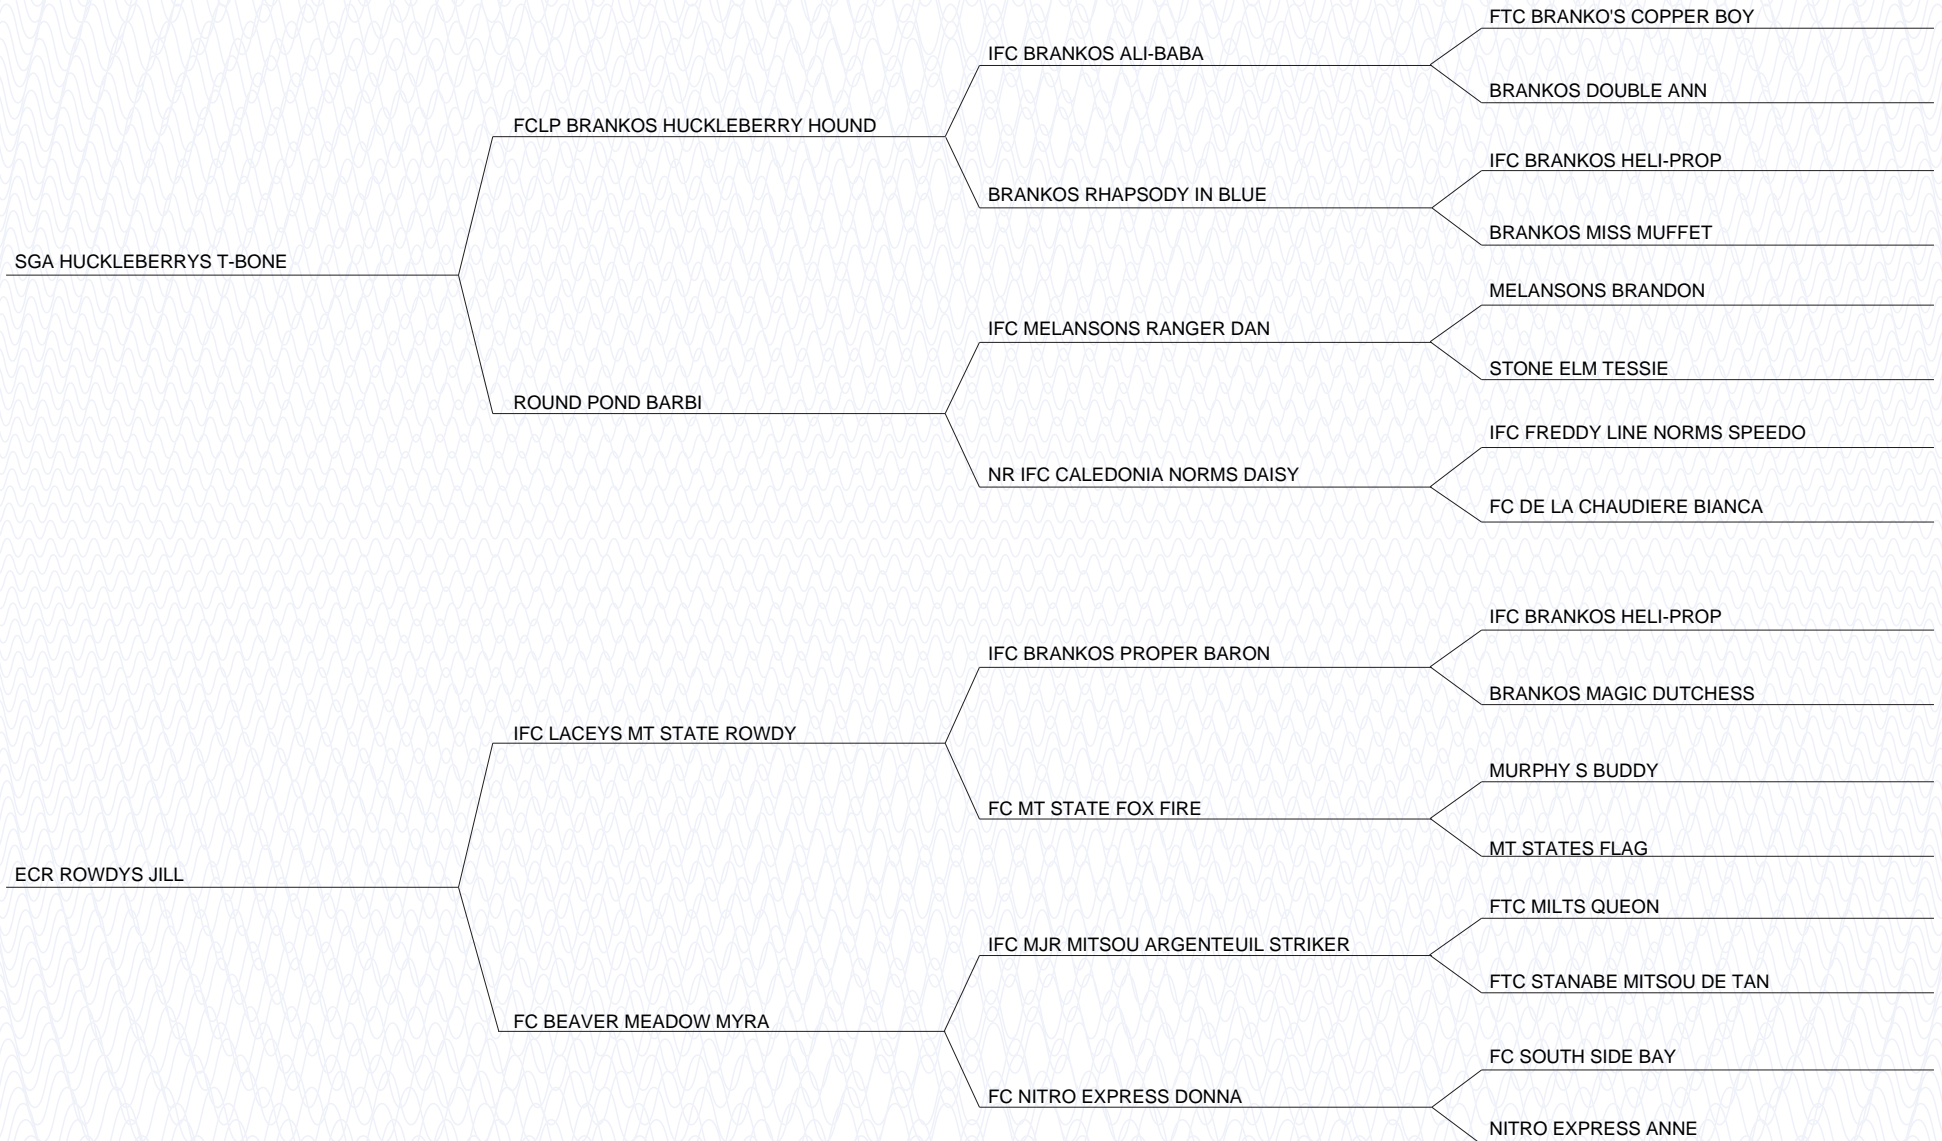 FTC BRANKO'S COPPER BOY
IFC BRANKOS ALI-BABA
BRANKOS DOUBLE ANN
FCLP BRANKOS HUCKLEBERRY HOUND
IFC BRANKOS HELI-PROP
BRANKOS RHAPSODY IN BLUE
BRANKOS MISS MUFFET
SGA HUCKLEBERRYS T-BONE
MELANSONS BRANDON
IFC MELANSONS RANGER DAN
STONE ELM TESSIE
ROUND POND BARBI
IFC FREDDY LINE NORMS SPEEDO
NR IFC CALEDONIA NORMS DAISY
FC DE LA CHAUDIERE BIANCA
IFC BRANKOS HELI-PROP
IFC BRANKOS PROPER BARON
BRANKOS MAGIC DUTCHESS
IFC LACEYS MT STATE ROWDY
MURPHY S BUDDY
FC MT STATE FOX FIRE
MT STATES FLAG
ECR ROWDYS JILL
FTC MILTS QUEON
IFC MJR MITSOU ARGENTEUIL STRIKER
FTC STANABE MITSOU DE TAN
FC BEAVER MEADOW MYRA
FC SOUTH SIDE BAY
FC NITRO EXPRESS DONNA
NITRO EXPRESS ANNE